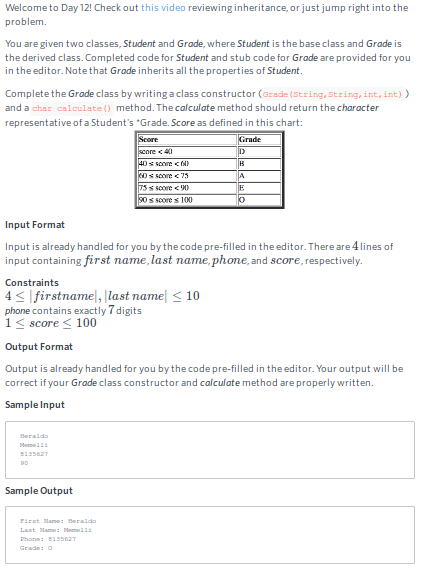 Welcome to Day 12! Check out this video reviewing inheritance, or just jump right into the
problem.
You are given two classes, Student and Grade, where Student is the base class and Grade is
the derived class. Completed code for Student and stub code for Grade are provided for you
in the editor. Note that Grade inherits all the properties of Student.
Complete the Grade class by writing a class constructor (Grade(String,String,int,int))
and a char calculate() method. The calculate method should return the character
representative of a Student's *Grade. Score as defined in this chart:
Score Grade
score < 40 D
40 ≤ score < 60 B
60 ≤ score < 75 A
75 ≤ score < 90 E
90 ≤ score ≤ 100 O
Input Format
Input is already handled for you by the code pre-filled in the editor. There are 4 lines of
input containing first name, last name, phone, and score, respectively.
Constraints
4 ≤ |firstname|, |last name| ≤ 10
phone contains exactly 7 digits
1 ≤ score ≤ 100
Output Format
Output is already handled for you by the code pre-filled in the editor. Your output will be
correct if your Grade class constructor and calculate method are properly written.
Sample Input
Heraldo
Memelli
8135627
90
Sample Output
First Name: Heraldo
Last Name: Memelli
Phone: 8135627
Grade: O